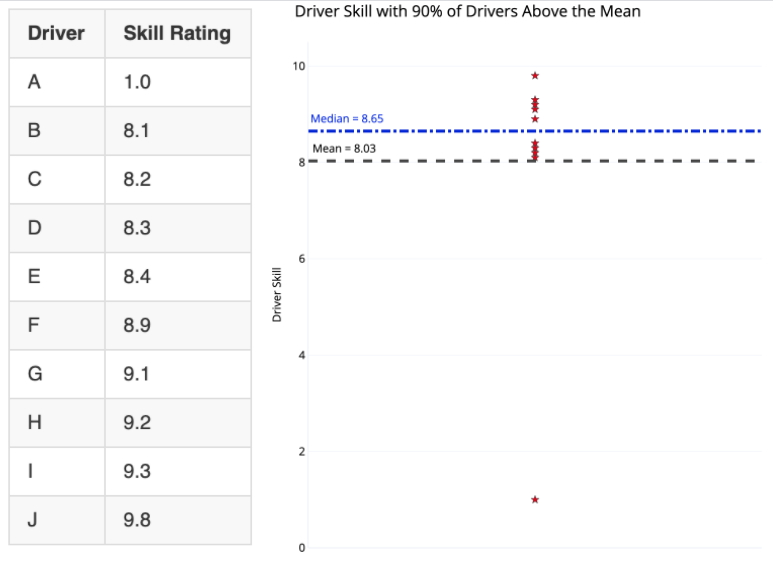 Driver Skill Rating
A 1.0
B 8.1
C 8.2
D 8.3
E 8.4
F 8.9
G 9.1
H 9.2
I 9.3
J 9.8
Driver Skill with 90% of Drivers Above the Mean
10
Median = 8.65
Mean = 8.03
8
6
Driver Skill
4
2
0